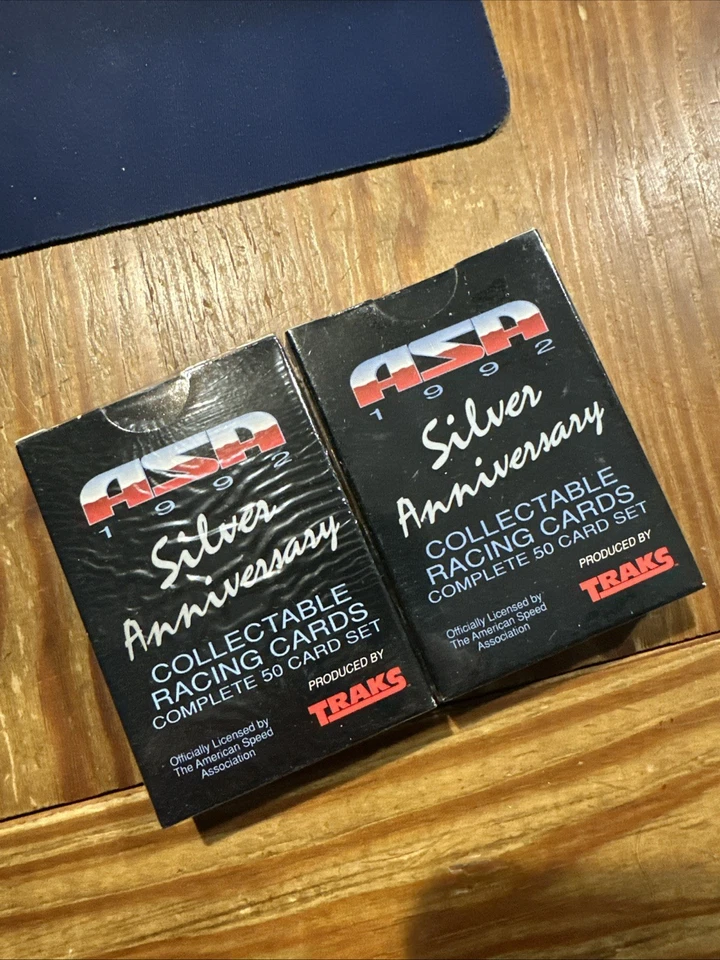 ASA
1992
Silver
Anniversary
COLLECTABLE
RACING CARDS
COMPLETE 50 CARD SET
PRODUCED BY
TRAKS
Officially Licensed by
The American Speed
Association
ASA
1992
Silver
Anniversary
COLLECTABLE
RACING CARDS
COMPLETE 50 CARD SET
PRODUCED BY
TRAKS
Officially Licensed by
The American Speed
Association